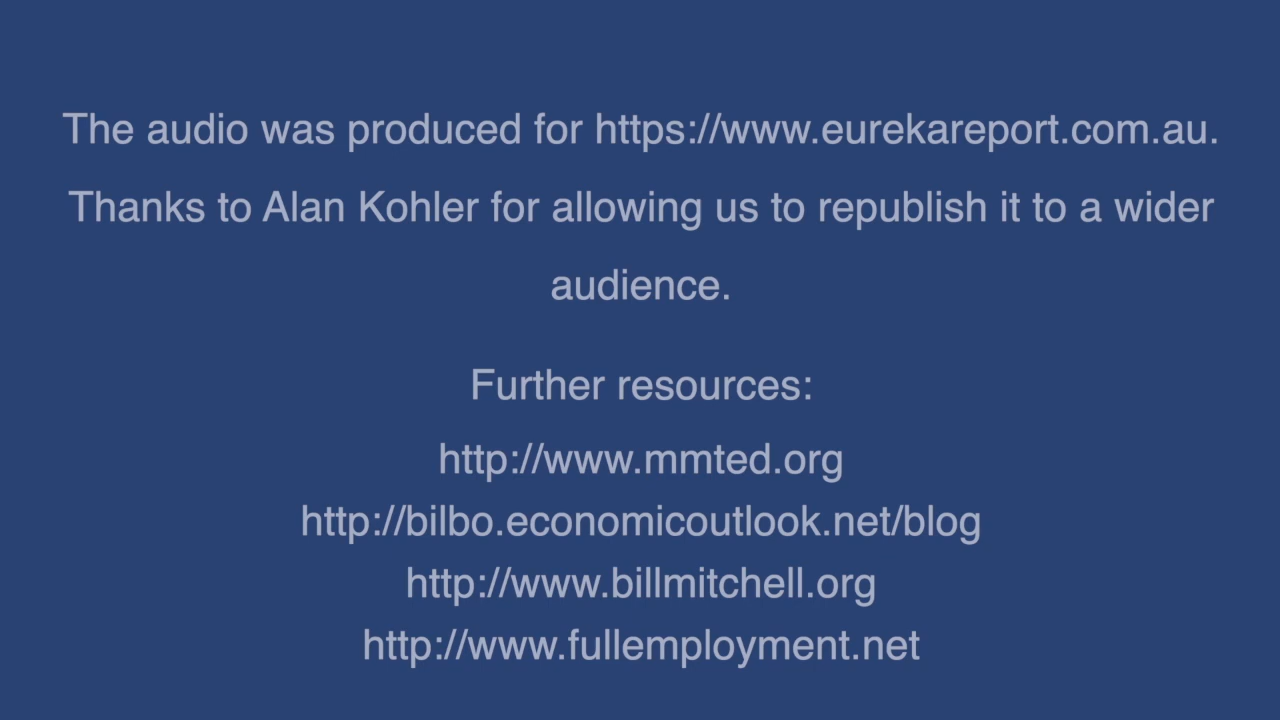 The audio was produced for https://www.eurekareport.com.au.
Thanks to Alan Kohler for allowing us to republish it to a wider
audience.
Further resources:
http://www.mmted.org
http://bilbo.economicoutlook.net/blog
http://www.billmitchell.org
http://www.fullemployment.net